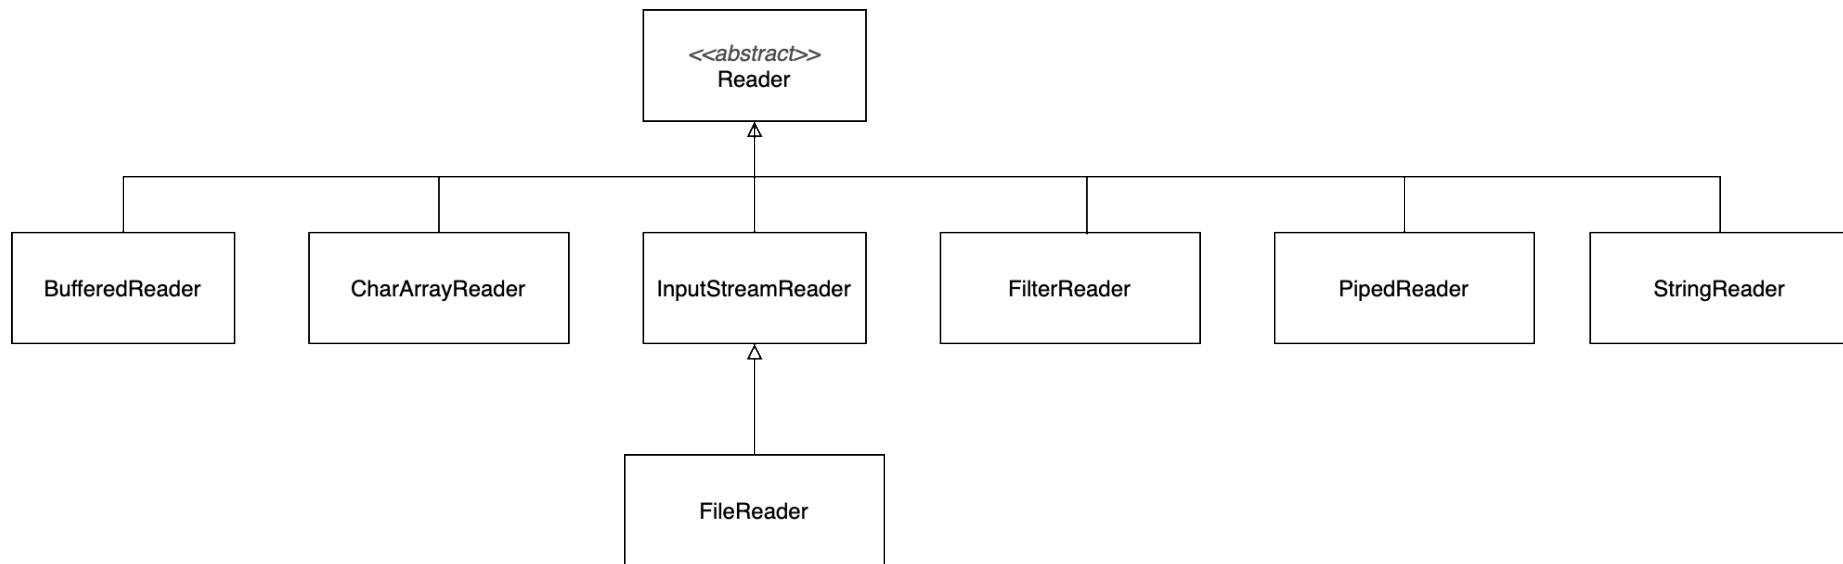 <<abstract>>
Reader
BufferedReader
CharArrayReader
InputStreamReader
FilterReader
PipedReader
StringReader
FileReader